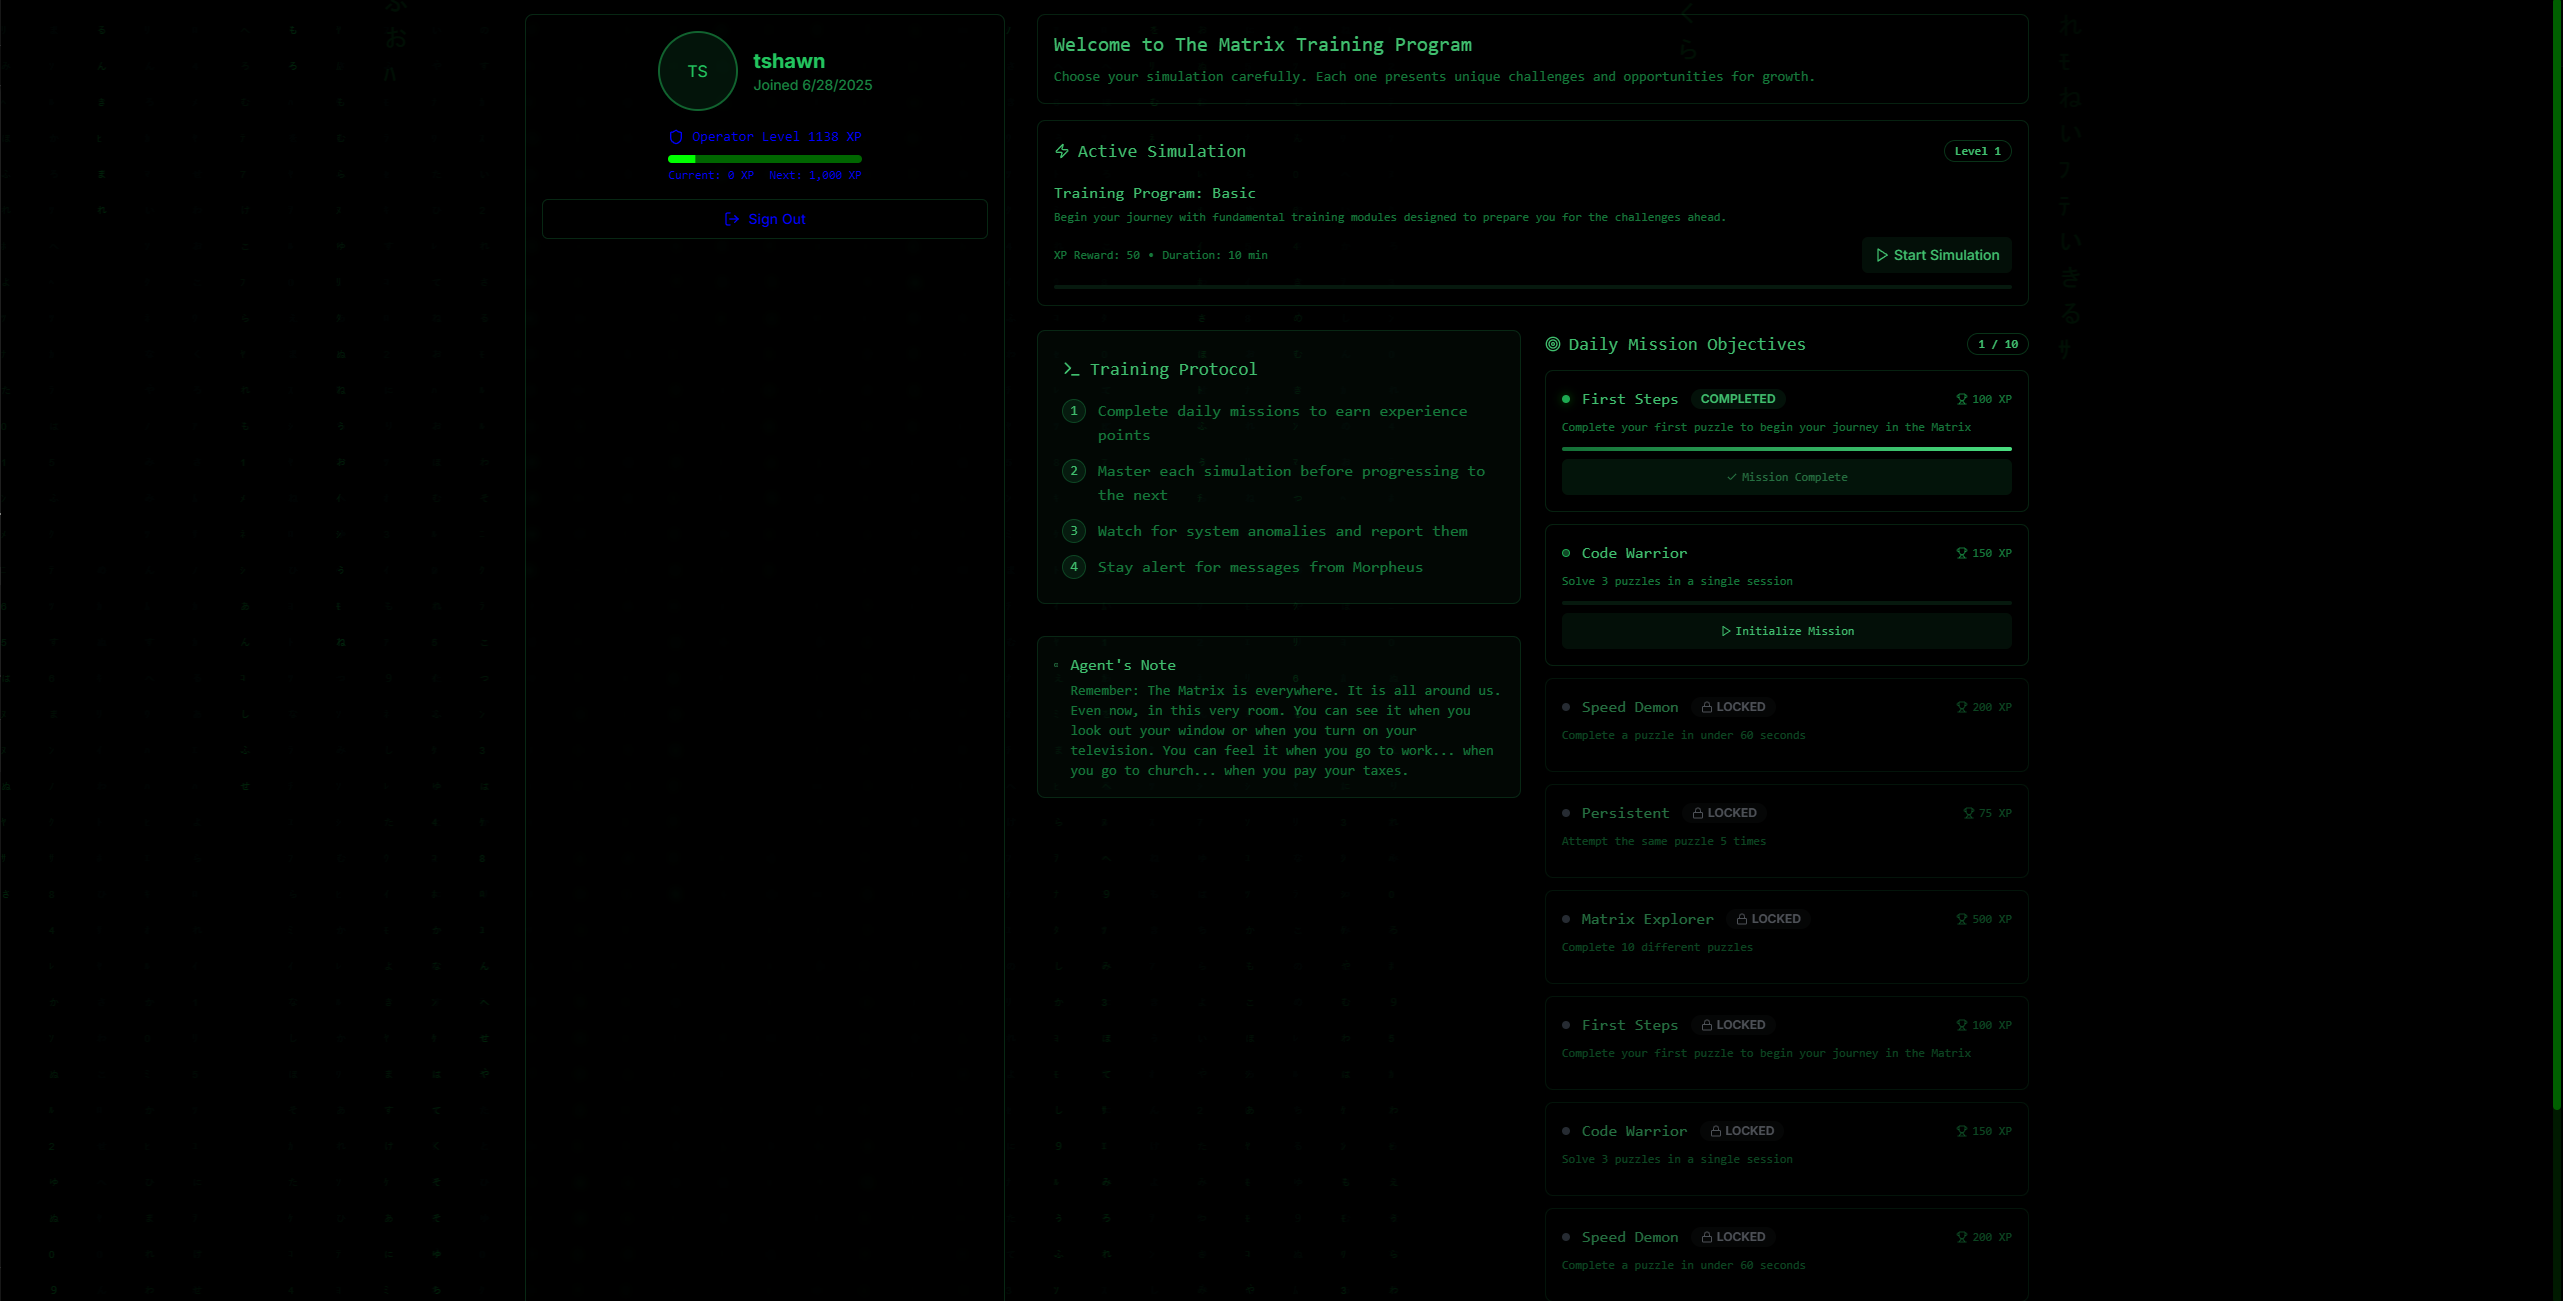 TS
tshawn
Joined 6/28/2025
Operator Level 1138 XP
Current: 0 XP Next: 1,000 XP
Sign Out
Welcome to The Matrix Training Program
Choose your simulation carefully. Each one presents unique challenges and opportunities for growth.
Active Simulation
Level 1
Training Program: Basic
Begin your journey with fundamental training modules designed to prepare you for the challenges ahead.
XP Reward: 50 • Duration: 10 min
Start Simulation
Training Protocol
1 Complete daily missions to earn experience
points
2 Master each simulation before progressing to
the next
3 Watch for system anomalies and report them
4 Stay alert for messages from Morpheus
Agent's Note
Remember: The Matrix is everywhere. It is all around us.
Even now, in this very room. You can see it when you
look out your window or when you turn on your
television. You can feel it when you go to work... when
you go to church... when you pay your taxes.
Daily Mission Objectives
1 / 10
First Steps COMPLETED 100 XP
Complete your first puzzle to begin your journey in the Matrix
Mission Complete
Code Warrior 150 XP
Solve 3 puzzles in a single session
Initialize Mission
Speed Demon LOCKED 200 XP
Complete a puzzle in under 60 seconds
Persistent LOCKED 75 XP
Attempt the same puzzle 5 times
Matrix Explorer LOCKED 500 XP
Complete 10 different puzzles
First Steps LOCKED 100 XP
Complete your first puzzle to begin your journey in the Matrix
Code Warrior LOCKED 150 XP
Solve 3 puzzles in a single session
Speed Demon LOCKED 200 XP
Complete a puzzle in under 60 seconds